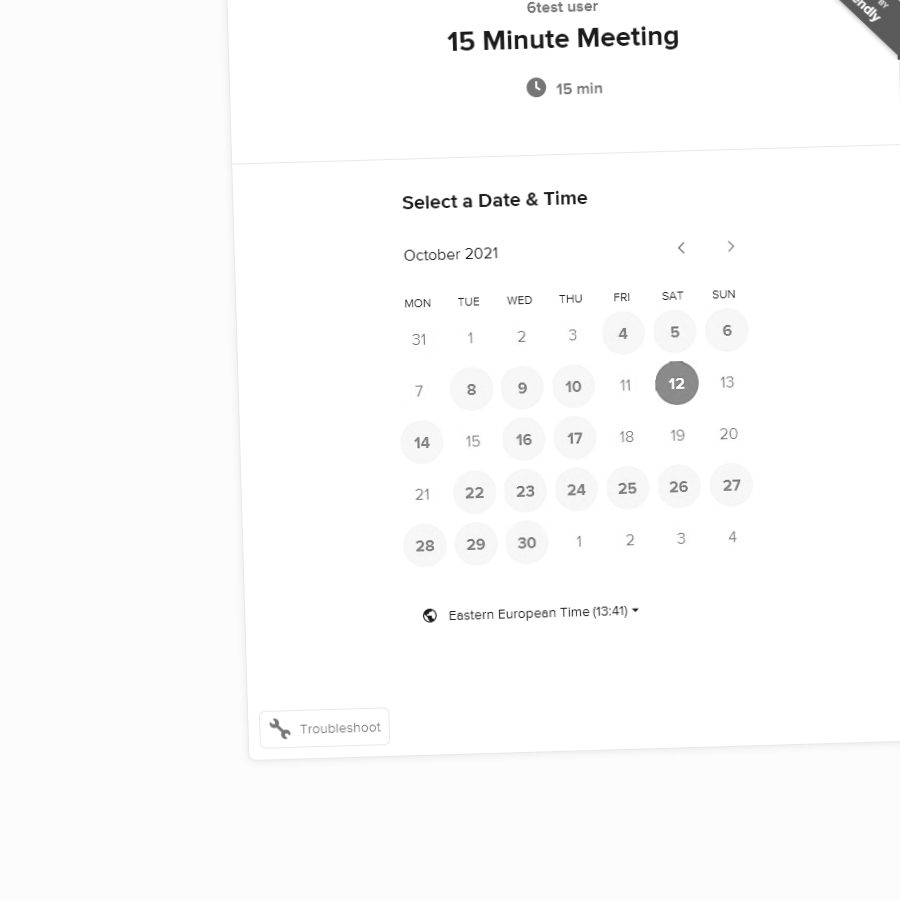 6test user
15 Minute Meeting
15 min
BY
Select a Date & Time
October 2021
MON TUE WED THU FRI SAT SUN
31 1 2 3 4 5 6
7 8 9 10 11 12 13
14 15 16 17 18 19 20
21 22 23 24 25 26 27
28 29 30 1 2 3 4
Eastern European Time (13:41)
Troubleshoot